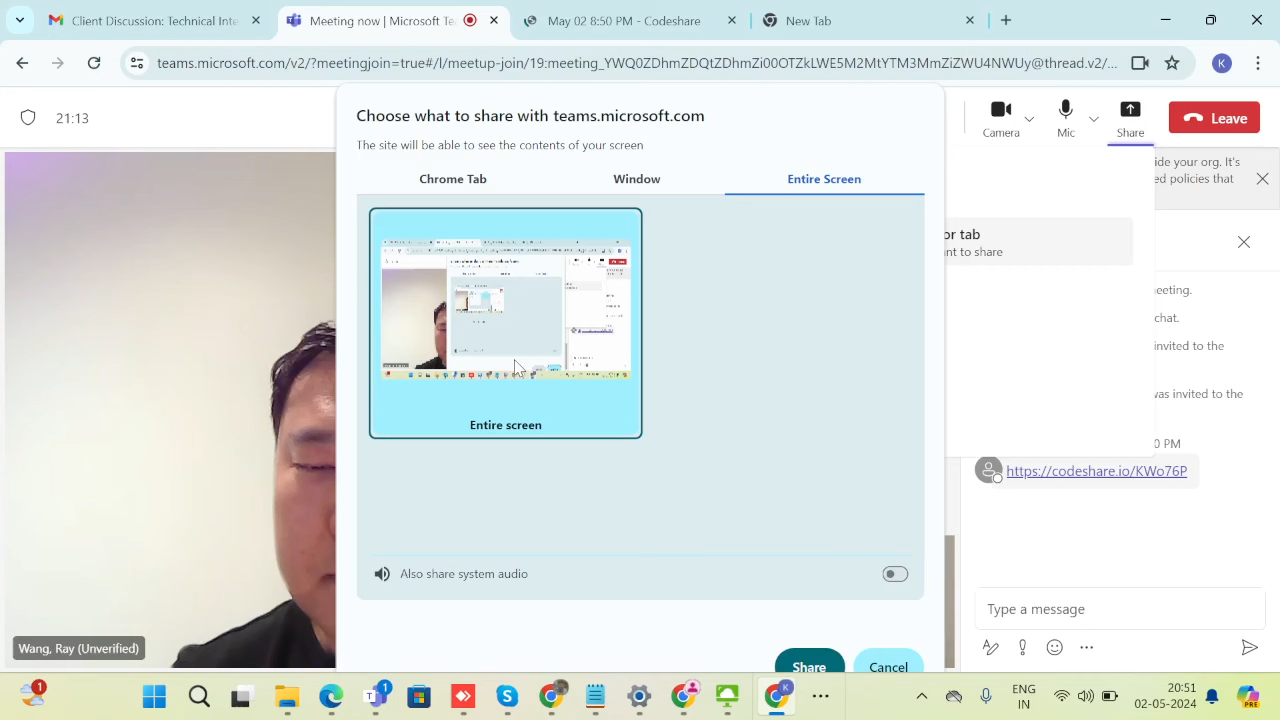 Client Discussion: Technical Inte
Meeting now | Microsoft Te
May 02 8:50 PM - Codeshare
New Tab
teams.microsoft.com/v2/?meetingjoin=true#/l/meetup-join/19:meeting_YWQ0ZDhmZDQtZDhmZi00OTZkLWE5M2MtYTM3MmZiZWU4NWUy@thread.v2/...
K
21:13
Camera
Mic
Share
Leave
Choose what to share with teams.microsoft.com
The site will be able to see the contents of your screen
Chrome Tab
Window
Entire Screen
Entire screen
Also share system audio
Share
Cancel
ide your org. It's
ed policies that
or tab
nt to share
eeting.
chat.
invited to the
was invited to the
0 PM
https://codeshare.io/KWo76P
Type a message
Wang, Ray (Unverified)
1
1
K
ENG
IN
20:51
02-05-2024
PRE